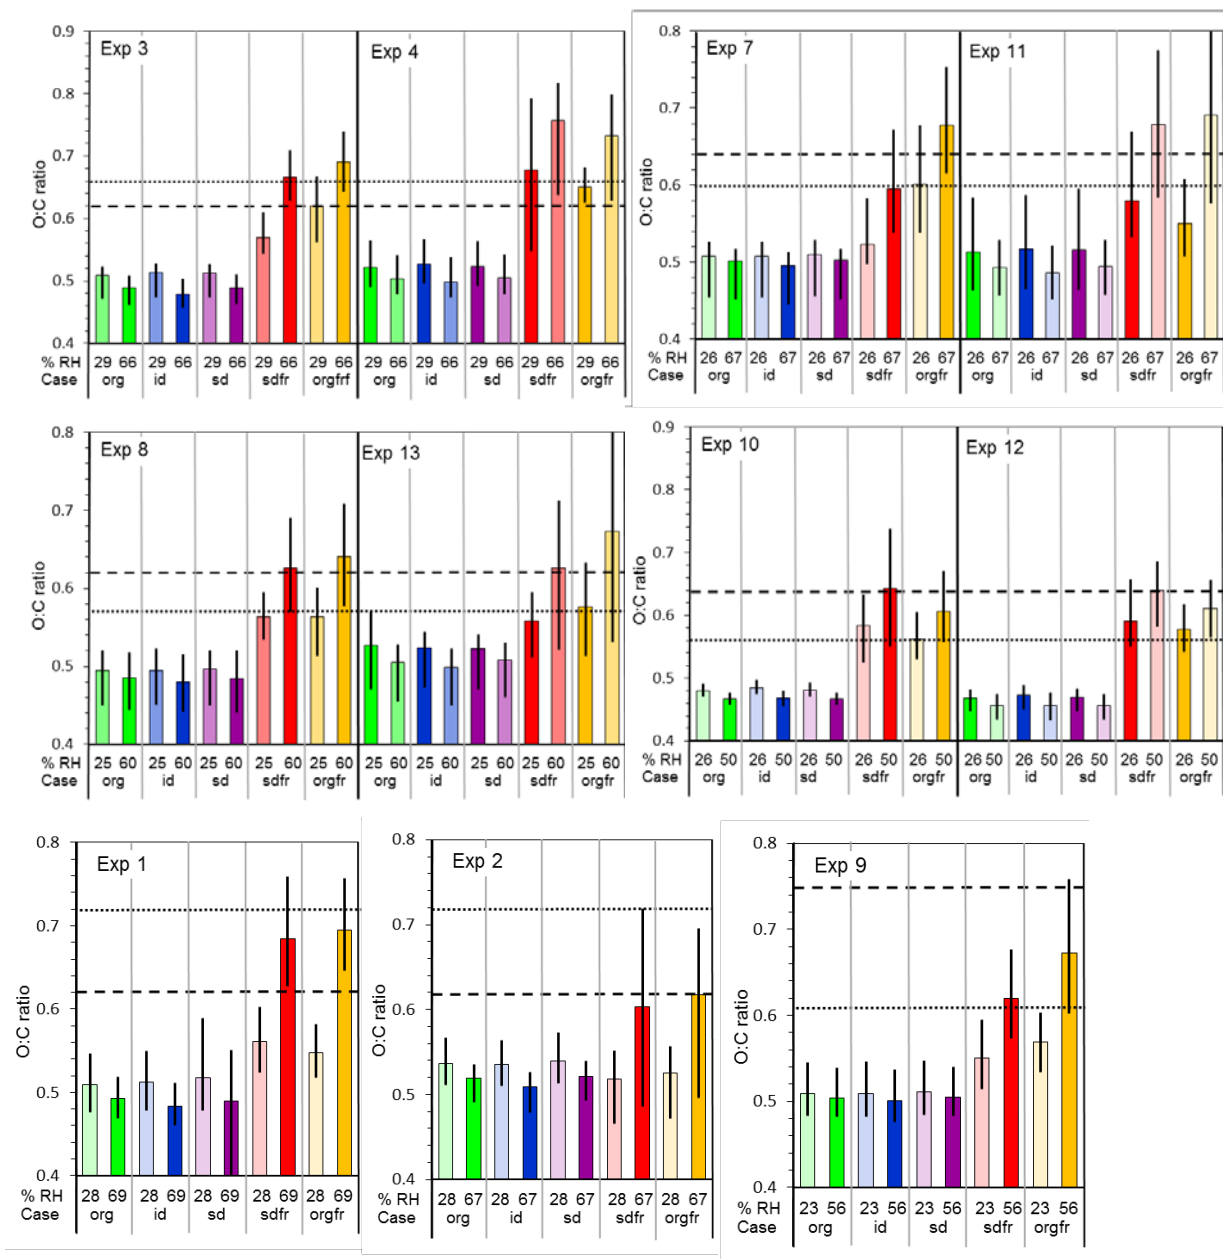 Exp 3
Exp 4
O:C ratio
0.9
0.8
0.7
0.6
0.5
0.4
% RH 29 66 29 66 29 66 29 66 29 66 29 66 29 66 29 66 29 66 29 66
Case org id sd sdfr orgfrf org id sd sdfr orgfr
Exp 7
Exp 11
O:C ratio
0.8
0.7
0.6
0.5
0.4
% RH 26 67 26 67 26 67 26 67 26 67 26 67 26 67 26 67 26 67 26 67
Case org id sd sdfr orgfr org id sd sdfr orgfr
Exp 8
Exp 13
O:C ratio
0.8
0.7
0.6
0.5
0.4
% RH 25 60 25 60 25 60 25 60 25 60 25 60 25 60 25 60 25 60 25 60
Case org id sd sdfr orgfr org id sd sdfr orgfr
Exp 10
Exp 12
O:C ratio
0.9
0.8
0.7
0.6
0.5
0.4
% RH 26 50 26 50 26 50 26 50 26 50 26 50 26 50 26 50 26 50 26 50
Case org id sd sdfr orgfr org id sd sdfr orgfr
Exp 1
O:C ratio
0.8
0.7
0.6
0.5
0.4
% RH 28 69 28 69 28 69 28 69 28 69
Case org id sd sdfr orgfr
Exp 2
O:C ratio
0.8
0.7
0.6
0.5
0.4
% RH 28 67 28 67 28 67 28 67 28 67
Case org id sd sdfr orgfr
Exp 9
O:C ratio
0.8
0.7
0.6
0.5
0.4
% RH 23 56 23 56 23 56 23 56 23 56
Case org id sd sdfr orgfr